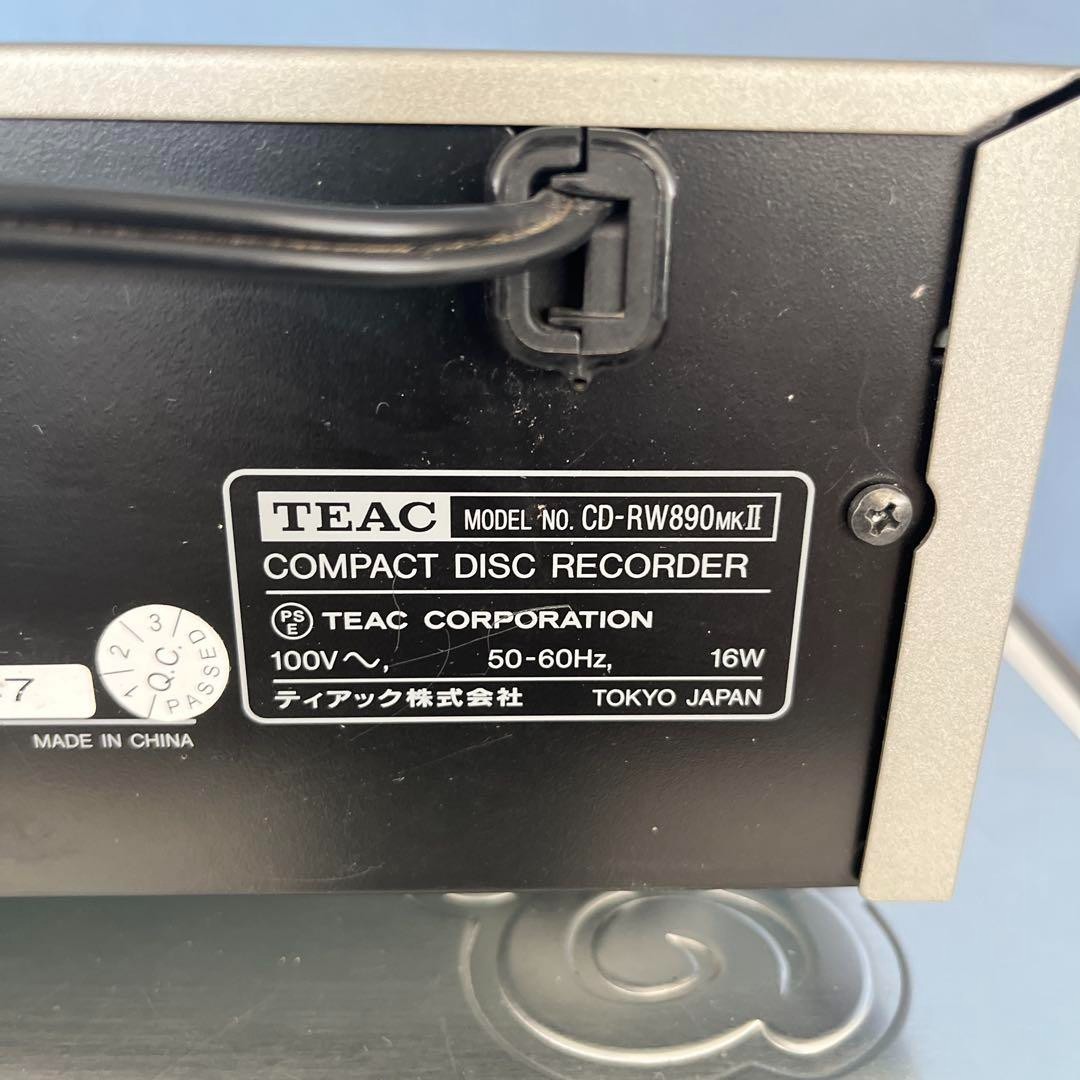 TEAC MODEL NO. CD-RW890MKII
COMPACT DISC RECORDER
PSE TEAC CORPORATION
100V～, 50-60Hz, 16W
ティアック株式会社 TOKYO JAPAN
1 2 3
Q.C.
PASSED
7
MADE IN CHINA